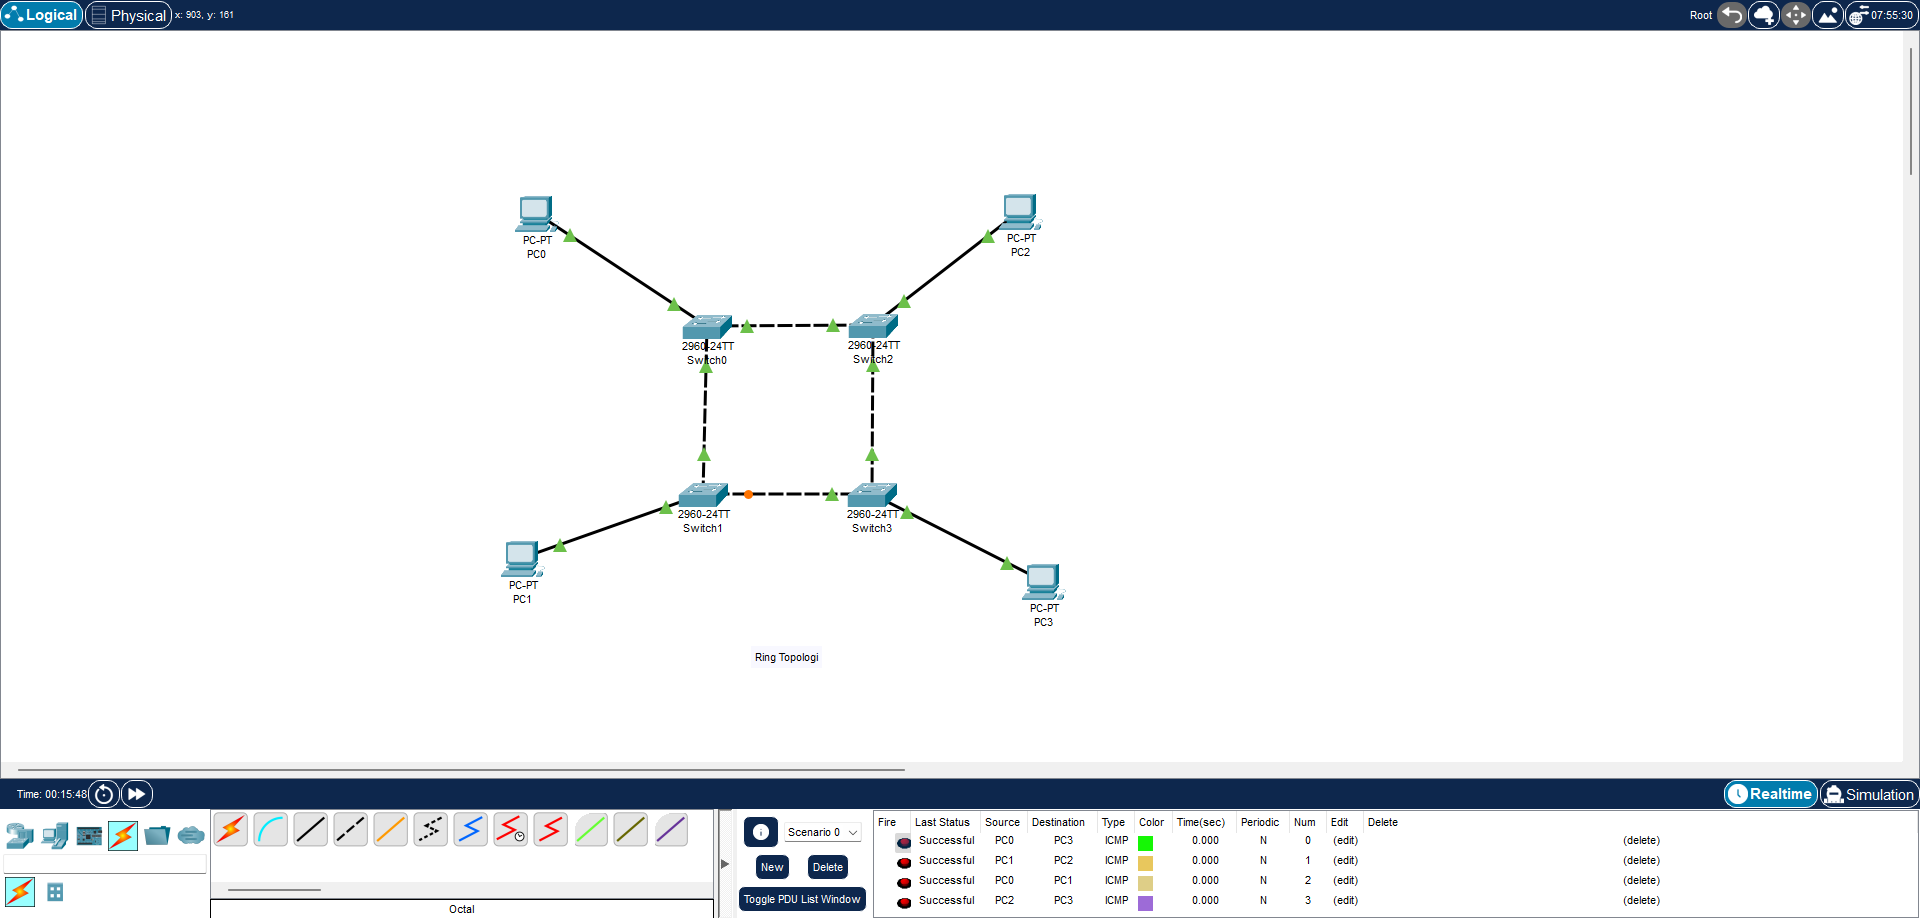 Logical Physical x: 903, y: 161 Root 07:55:30
PC-PT
PC0
PC-PT
PC2
2960-24TT
Switch0
2960-24TT
Switch2
2960-24TT
Switch1
2960-24TT
Switch3
PC-PT
PC1
PC-PT
PC3
Ring Topologi
Time: 00:15:48 Realtime Simulation
Scenario 0
New Delete
Toggle PDU List Window
Octal
Fire Last Status Source Destination Type Color Time(sec) Periodic Num Edit Delete
Successful PC0 PC3 ICMP 0.000 N 0 (edit) (delete)
Successful PC1 PC2 ICMP 0.000 N 1 (edit) (delete)
Successful PC0 PC1 ICMP 0.000 N 2 (edit) (delete)
Successful PC2 PC3 ICMP 0.000 N 3 (edit) (delete)